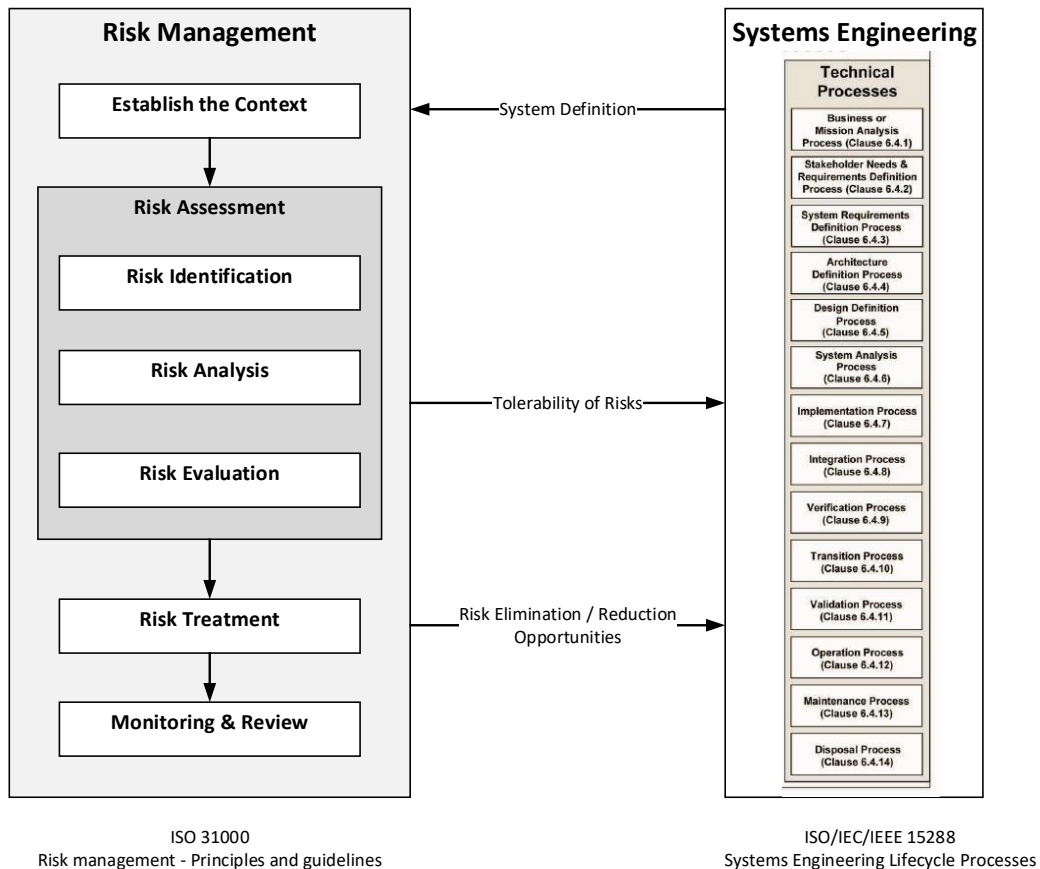 Risk Management
Establish the Context
Risk Assessment
Risk Identification
Risk Analysis
Risk Evaluation
Risk Treatment
Monitoring & Review
System Definition
Tolerability of Risks
Risk Elimination / Reduction
Opportunities
Systems Engineering
Technical
Processes
Business or
Mission Analysis
Process (Clause 6.4.1)
Stakeholder Needs &
Requirements Definition
Process (Clause 6.4.2)
System Requirements
Definition Process
(Clause 6.4.3)
Architecture
Definition Process
(Clause 6.4.4)
Design Definition
Process
(Clause 6.4.5)
System Analysis
Process
(Clause 6.4.6)
Implementation Process
(Clause 6.4.7)
Integration Process
(Clause 6.4.8)
Verification Process
(Clause 6.4.9)
Transition Process
(Clause 6.4.10)
Validation Process
(Clause 6.4.11)
Operation Process
(Clause 6.4.12)
Maintenance Process
(Clause 6.4.13)
Disposal Process
(Clause 6.4.14)
ISO 31000
Risk management - Principles and guidelines
ISO/IEC/IEEE 15288
Systems Engineering Lifecycle Processes